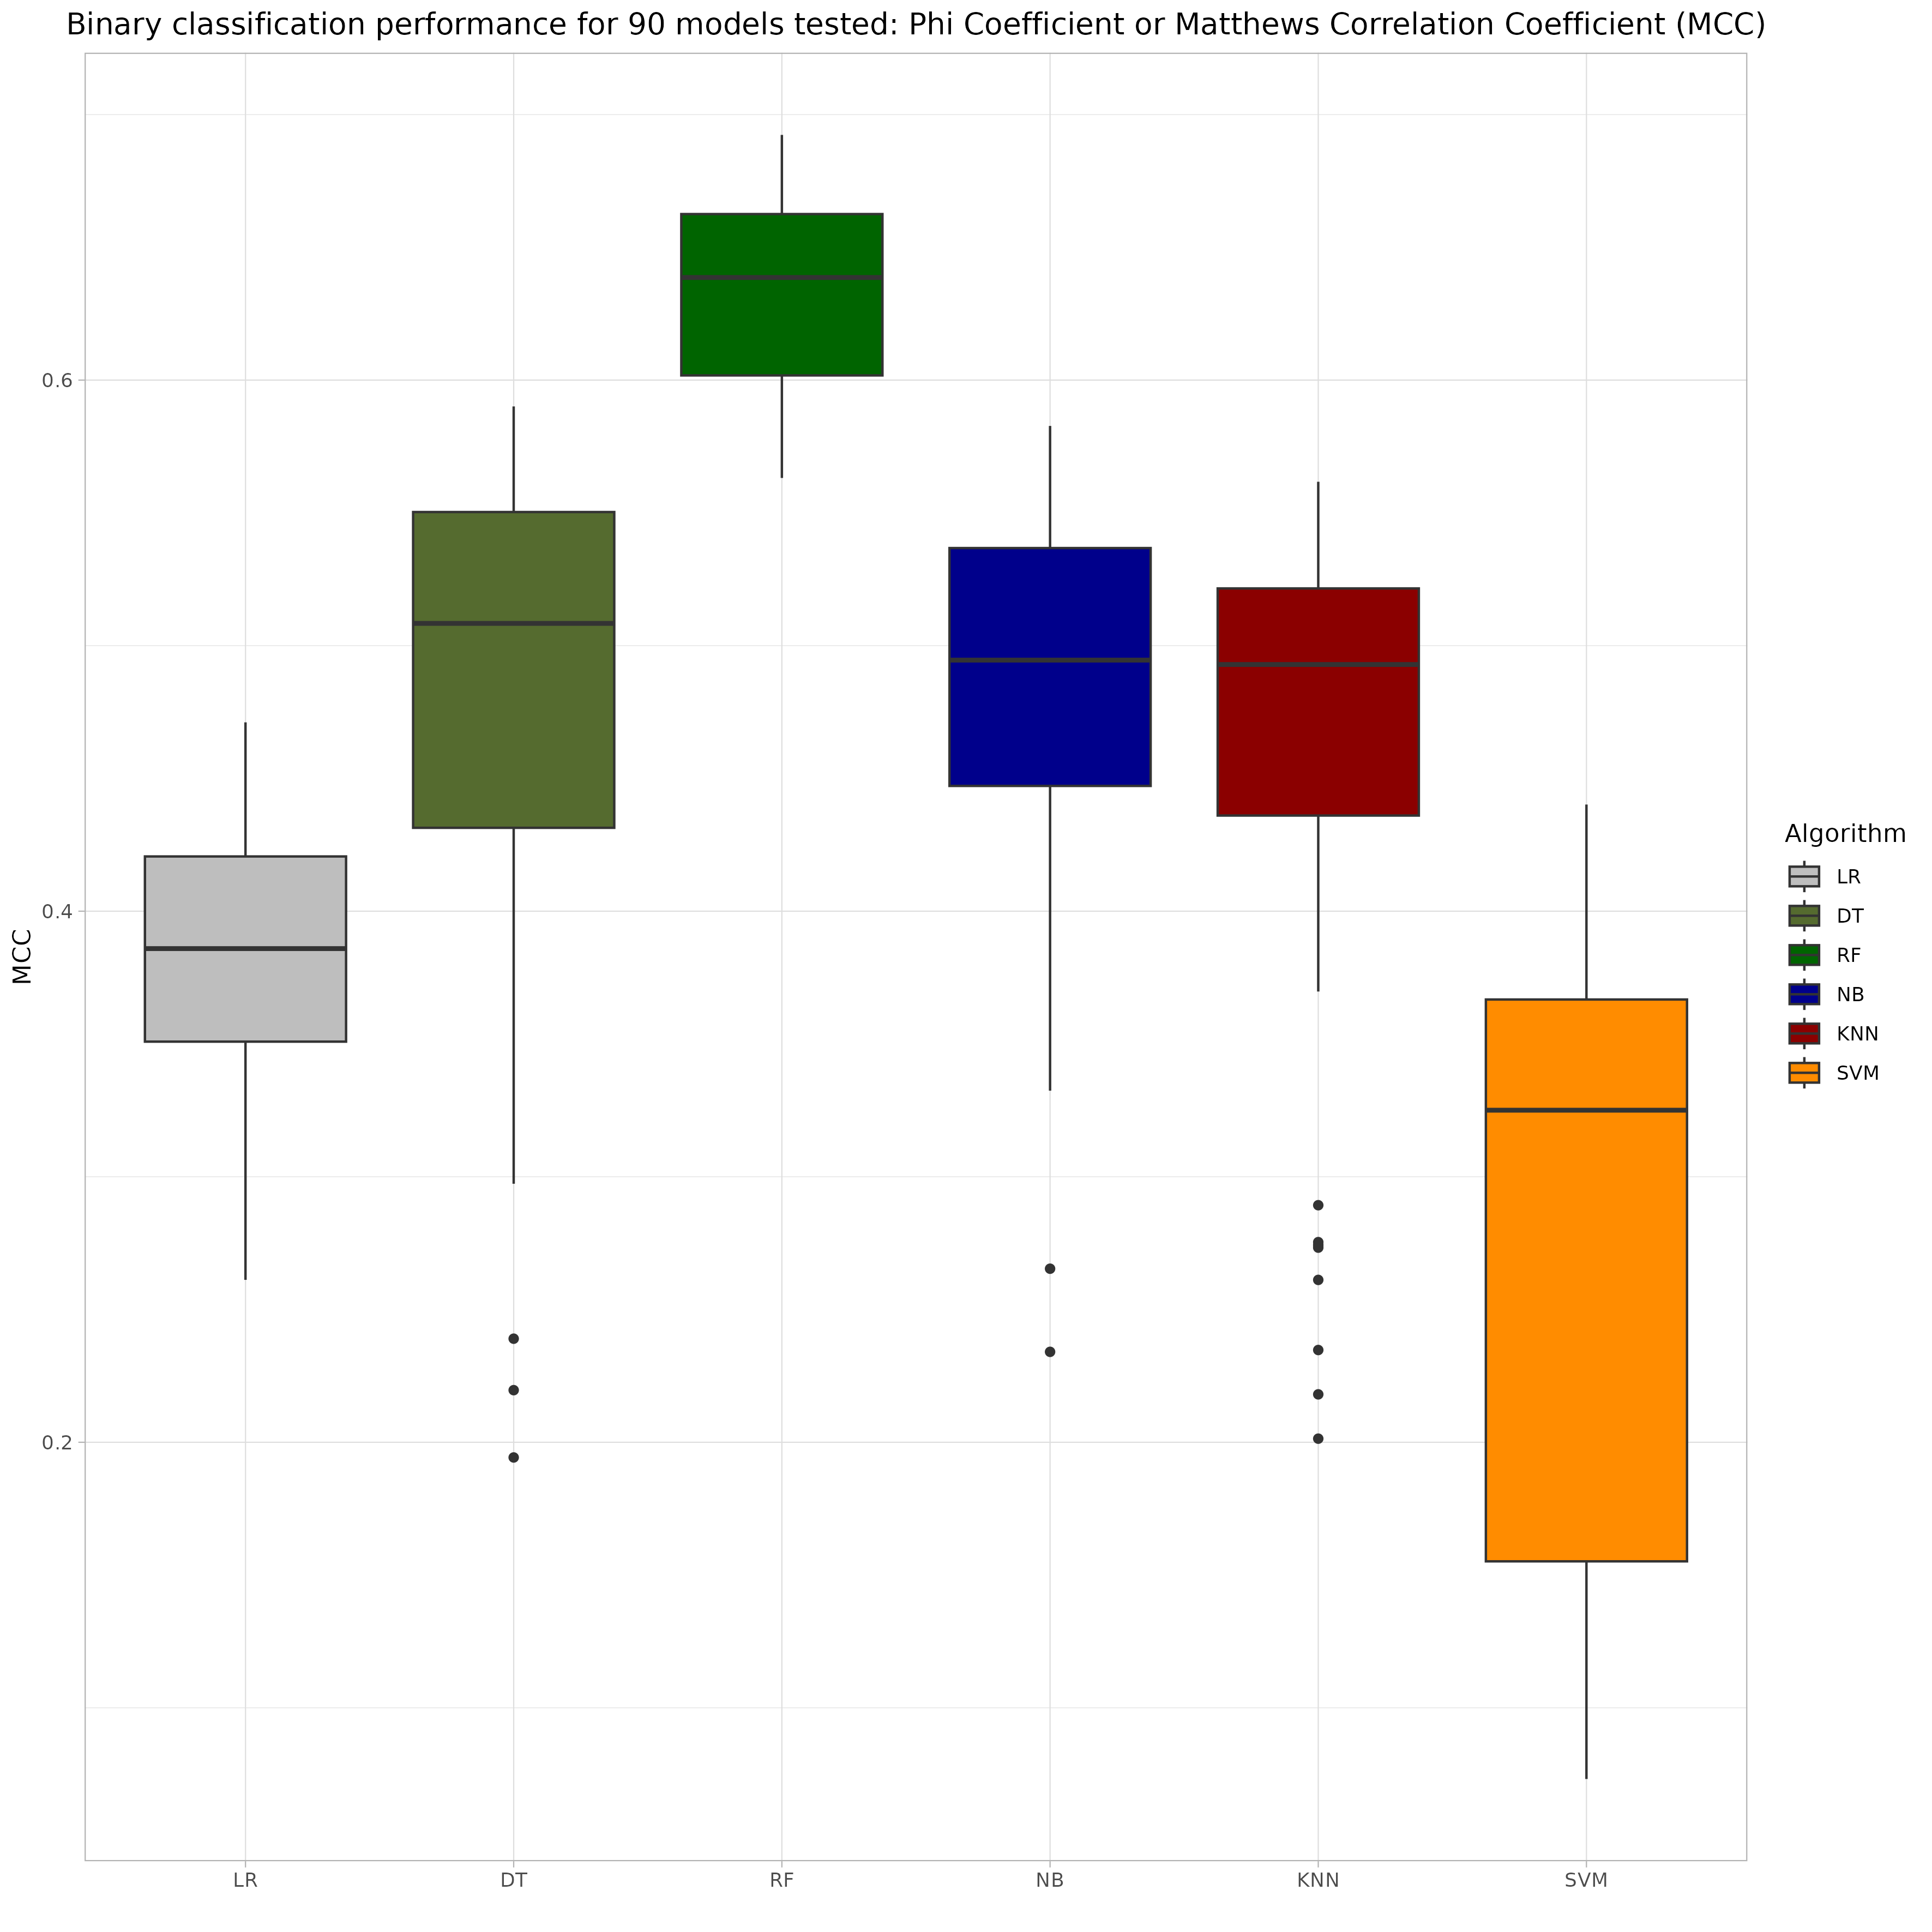 Binary classification performance for 90 models tested: Phi Coefficient or Matthews Correlation Coefficient (MCC)
0.6
0.4
0.2
MCC
LR
DT
RF
NB
KNN
SVM
Algorithm
LR
DT
RF
NB
KNN
SVM